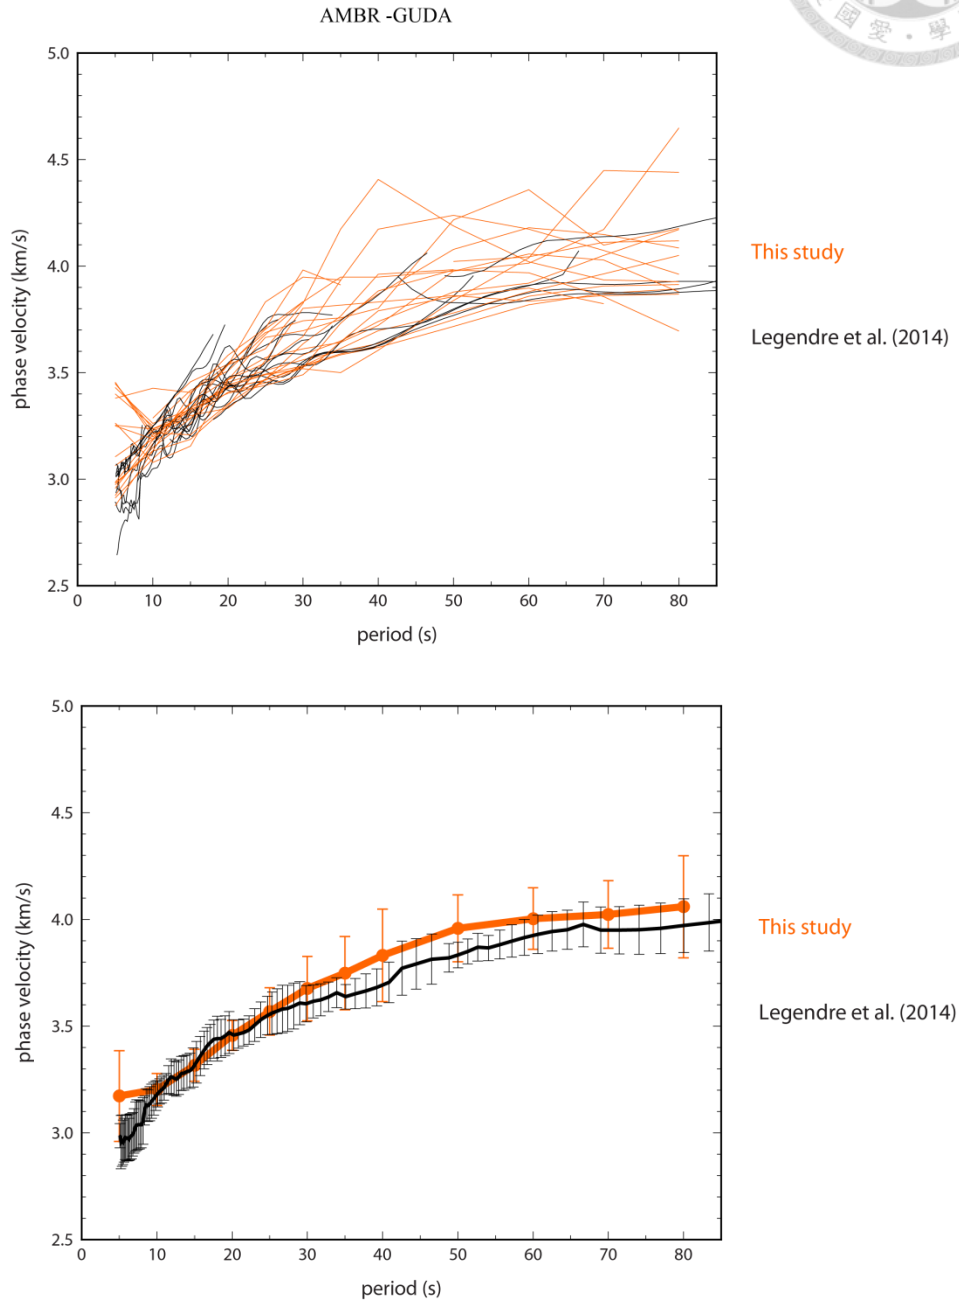 AMBR -GUDA
國 愛 · 學
5.0
4.5
4.0
3.5
3.0
2.5
phase velocity (km/s)
0 10 20 30 40 50 60 70 80
period (s)
This study
Legendre et al. (2014)
5.0
4.5
4.0
3.5
3.0
2.5
phase velocity (km/s)
0 10 20 30 40 50 60 70 80
period (s)
This study
Legendre et al. (2014)